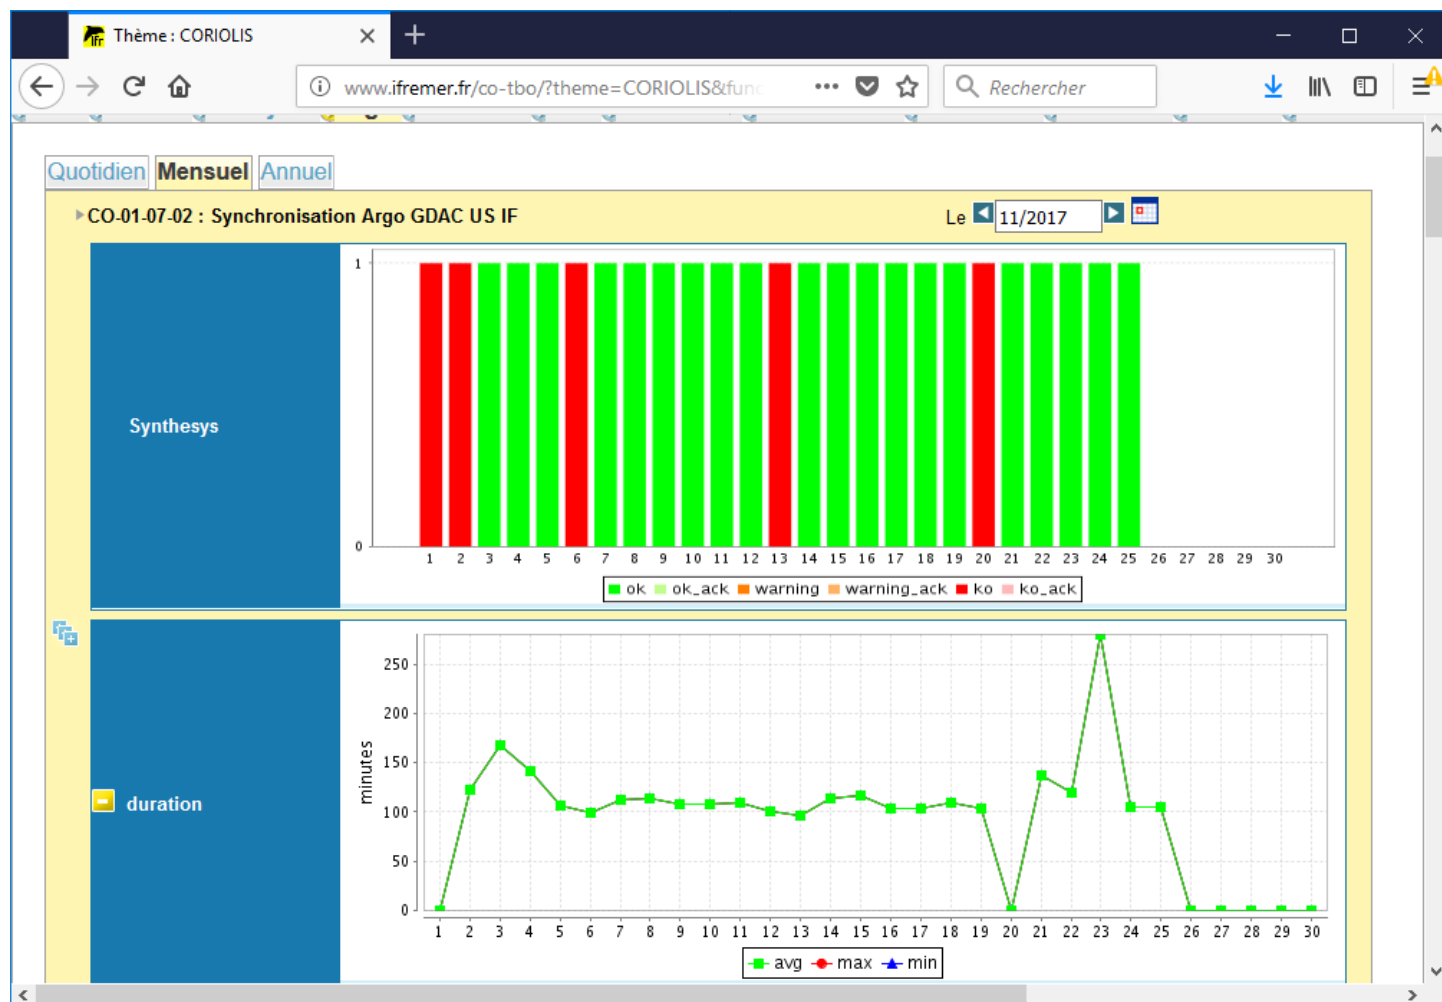 Thème : CORIOLIS
www.ifremer.fr/co-tbo/?theme=CORIOLIS&func
Rechercher
Quotidien Mensuel Annuel
CO-01-07-02 : Synchronisation Argo GDAC US IF
Le 11/2017
Synthesys
1
0
1 2 3 4 5 6 7 8 9 10 11 12 13 14 15 16 17 18 19 20 21 22 23 24 25 26 27 28 29 30
ok ok_ack warning warning_ack ko ko_ack
duration
minutes
250
200
150
100
50
0
1 2 3 4 5 6 7 8 9 10 11 12 13 14 15 16 17 18 19 20 21 22 23 24 25 26 27 28 29 30
avg max min